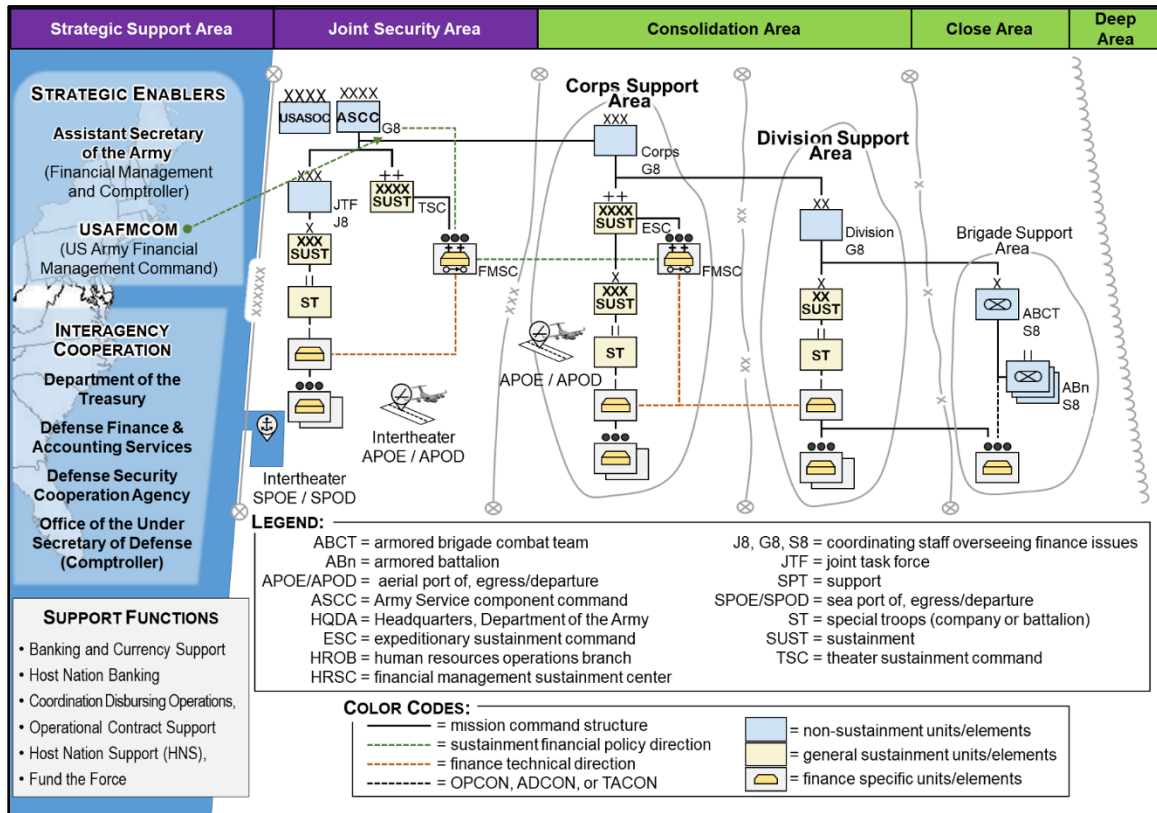 Strategic Support Area
Joint Security Area
Consolidation Area
Close Area
Deep
Area
STRATEGIC ENABLERS
Assistant Secretary
of the Army
(Financial Management
and Comptroller)
USAFMCOM
(US Army Financial
Management Command)
INTERAGENCY
COOPERATION
Department of the
Treasury
Defense Finance &
Accounting Services
Defense Security
Cooperation Agency
Office of the Under
Secretary of Defense
(Comptroller)
SUPPORT FUNCTIONS
• Banking and Currency Support
• Host Nation Banking
• Coordination Disbursing Operations,
• Operational Contract Support
• Host Nation Support (HNS),
• Fund the Force
XXXXXX
XXXX
USASOC
XXXX
ASCC
G8
XXX
JTF
J8
X
XXX
SUST
II
ST
I
++
XXXX
SUST
TSC
FMSC
Intertheater
APOE / APOD
Intertheater
SPOE / SPOD
XXX
Corps Support
Area
XXX
Corps
G8
++
XXXX
SUST
ESC
FMSC
X
XXX
SUST
II
ST
I
APOE / APOD
XX
Division Support
Area
XX
Division
G8
X
XX
SUST
II
ST
I
X
X
Brigade Support
Area
X
ABCT
S8
II
ABn
S8
LEGEND:
ABCT = armored brigade combat team
ABn = armored battalion
APOE/APOD = aerial port of, egress/departure
ASCC = Army Service component command
HQDA = Headquarters, Department of the Army
ESC = expeditionary sustainment command
HROB = human resources operations branch
HRSC = financial management sustainment center
J8, G8, S8 = coordinating staff overseeing finance issues
JTF = joint task force
SPT = support
SPOE/SPOD = sea port of, egress/departure
ST = special troops (company or battalion)
SUST = sustainment
TSC = theater sustainment command
COLOR CODES:
= mission command structure
= sustainment financial policy direction
= finance technical direction
= OPCON, ADCON, or TACON
= non-sustainment units/elements
= general sustainment units/elements
= finance specific units/elements